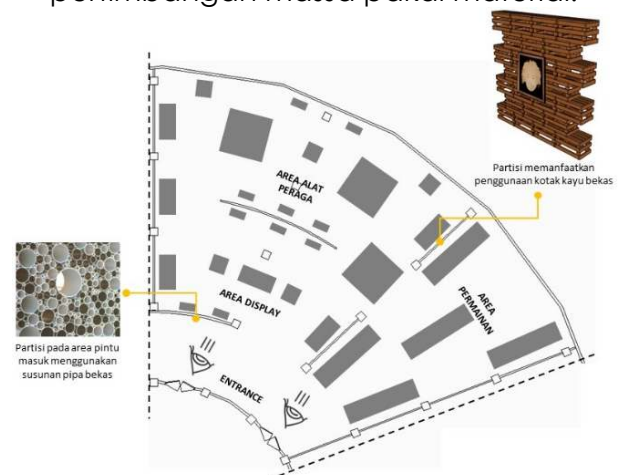 Partisi memanfaatkan
penggunaan kotak kayu bekas
AREA ALAT
PERAGA
AREA
PERMAINAN
AREA DISPLAY
Partisi pada area pintu
masuk menggunakan
susunan pipa bekas
ENTRANCE